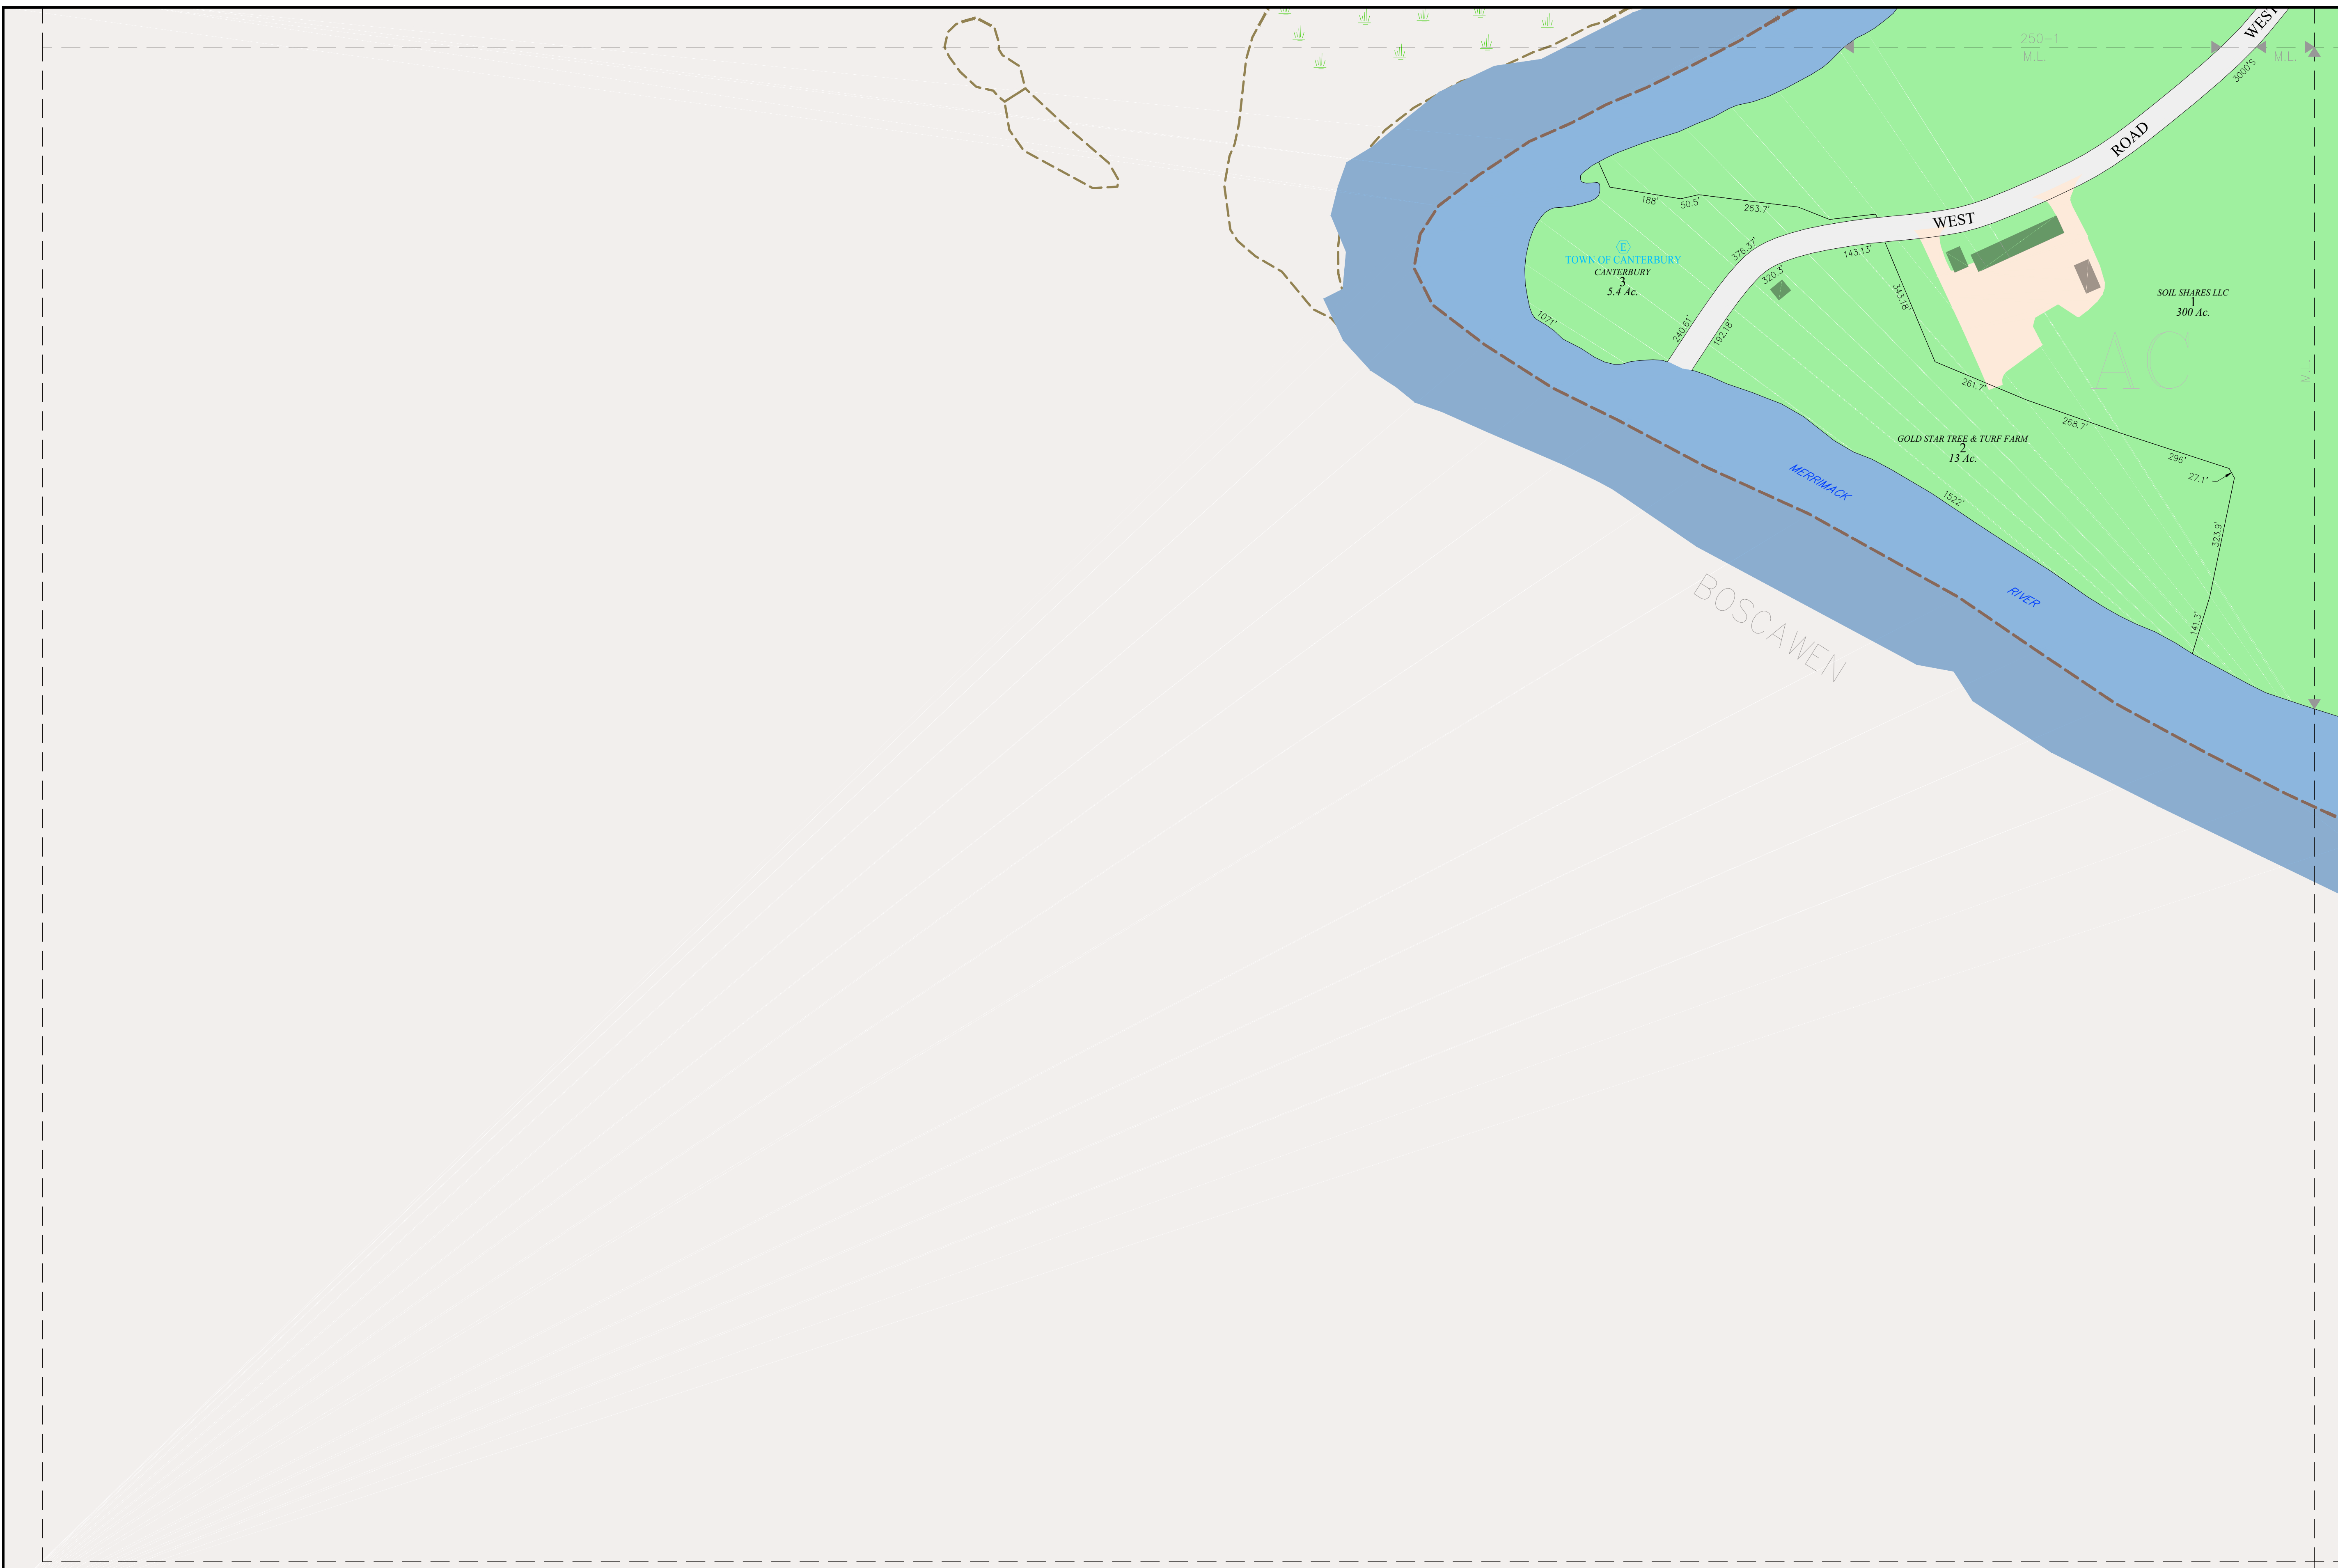 WEST
250-1
M.L.
M.L.
3000'S
ROAD
188'
50.5'
263.7'
WEST
376.37'
143.13'
E
TOWN OF CANTERBURY
CANTERBURY
3
5.4 Ac.
320.3'
343.18'
SOIL SHARES LLC
1
300 Ac.
1071'
240.61'
192.18'
AC
M.L.
261.7'
268.7'
GOLD STAR TREE & TURF FARM
2
13 Ac.
296'
27.1'
MERRIMACK
1522'
323.9'
RIVER
141.3'
BOSCAWEN